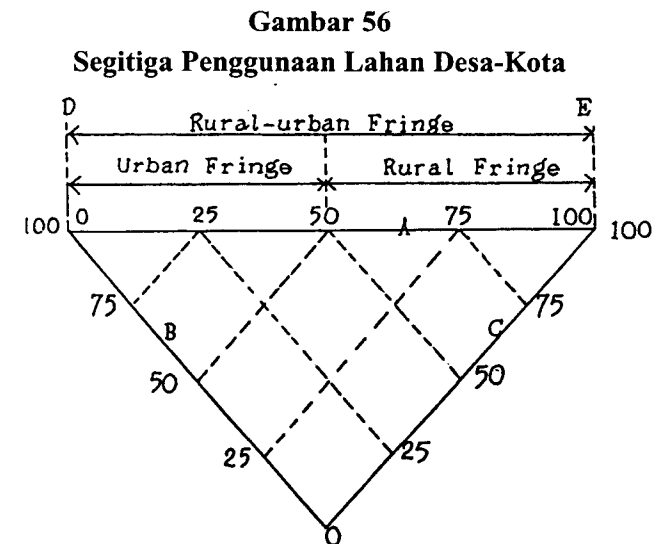 Gambar 56
Segitiga Penggunaan Lahan Desa-Kota
D E
Rural-urban Fringe
Urban Fringe Rural Fringe
100 0 25 50 75 100 100
A
75 75
B C
50 50
25 25
0